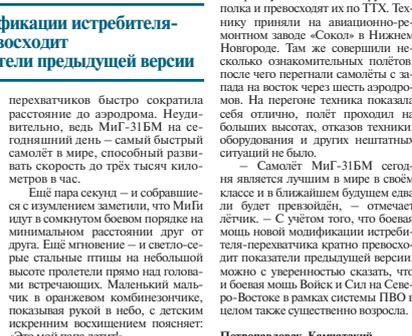 фикации истребителя-
восходит
тели предыдущей версии
перехватчиков быстро сократила
расстояние до аэродрома. Неуди-
вительно, ведь МиГ-31БМ на се-
годняшний день – самый быстрый
самолёт в мире, способный разви-
вать скорость до трёх тысяч кило-
метров в час.
Ещё пара секунд – и собравшие-
ся с изумлением заметили, что МиГи
идут в сомкнутом боевом порядке на
минимальном расстоянии друг от
друга. Ещё мгновение – и светло-се-
рые стальные птицы на небольшой
высоте пролетели прямо над голова-
ми встречающих. Маленький маль-
чик в оранжевом комбинезончике,
показывая рукой в небо, с детским
искренним восхищением поясняет:
полка и превосходят их по ТТХ. Тех-
нику приняли на авиационно-ре-
монтном заводе «Сокол» в Нижнем
Новгороде. Там же совершили не-
сколько ознакомительных полётов,
после чего перегнали самолёты с за-
пада на восток через шесть аэродро-
мов. На перегоне техника показала
себя отлично, полёт проходил на
больших высотах, отказов техники,
оборудования и других нештатных
ситуаций не было.
– Самолёт МиГ-31БМ сегод-
ня является лучшим в мире в своём
классе и в ближайшем будущем едва
ли будет превзойдён, – отмечает
лётчик. – С учётом того, что боевая
мощь новой модификации истреби-
теля-перехватчика кратно превосхо-
дит показатели предыдущей версии,
можно с уверенностью сказать, что
и боевая мощь Войск и Сил на Севе-
ро-Востоке в рамках системы ПВО в
целом также существенно возросла.